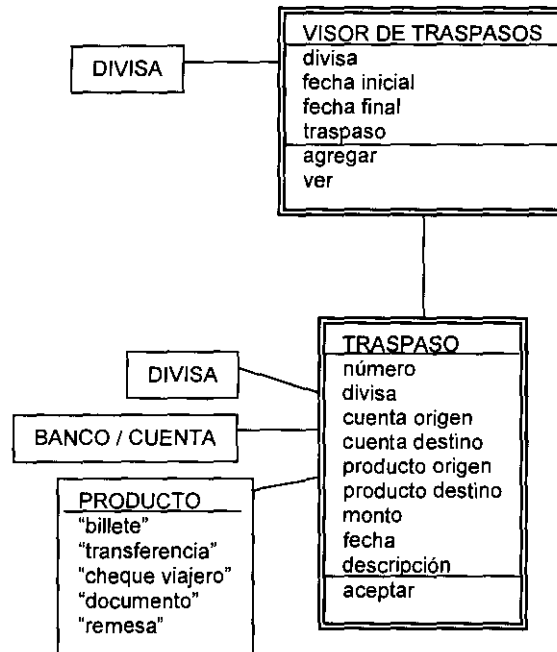 VISOR DE TRASPASOS
divisa
fecha inicial
fecha final
traspaso
agregar
ver
DIVISA
TRASPASO
número
divisa
cuenta origen
cuenta destino
producto origen
producto destino
monto
fecha
descripción
aceptar
DIVISA
BANCO / CUENTA
PRODUCTO
“billete”
“transferencia”
“cheque viajero”
“documento”
“remesa”